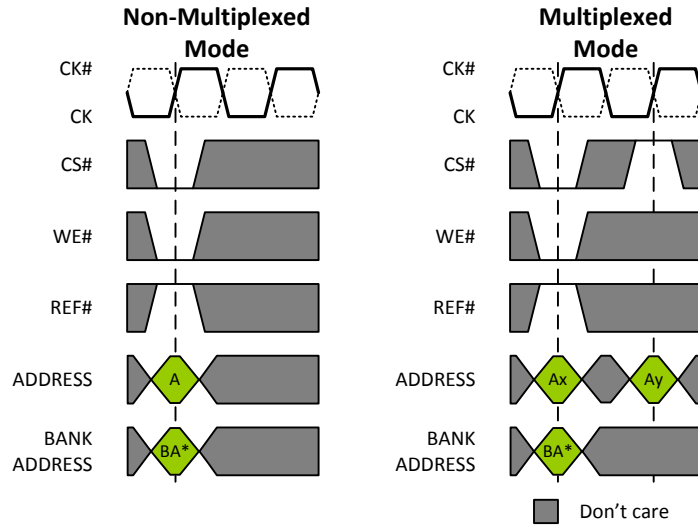 Non-Multiplexed
Mode
CK#
CK
CS#
WE#
REF#
ADDRESS
A
BANK
ADDRESS
BA*
Multiplexed
Mode
CK#
CK
CS#
WE#
REF#
ADDRESS
Ax
Ay
BANK
ADDRESS
BA*
Don't care